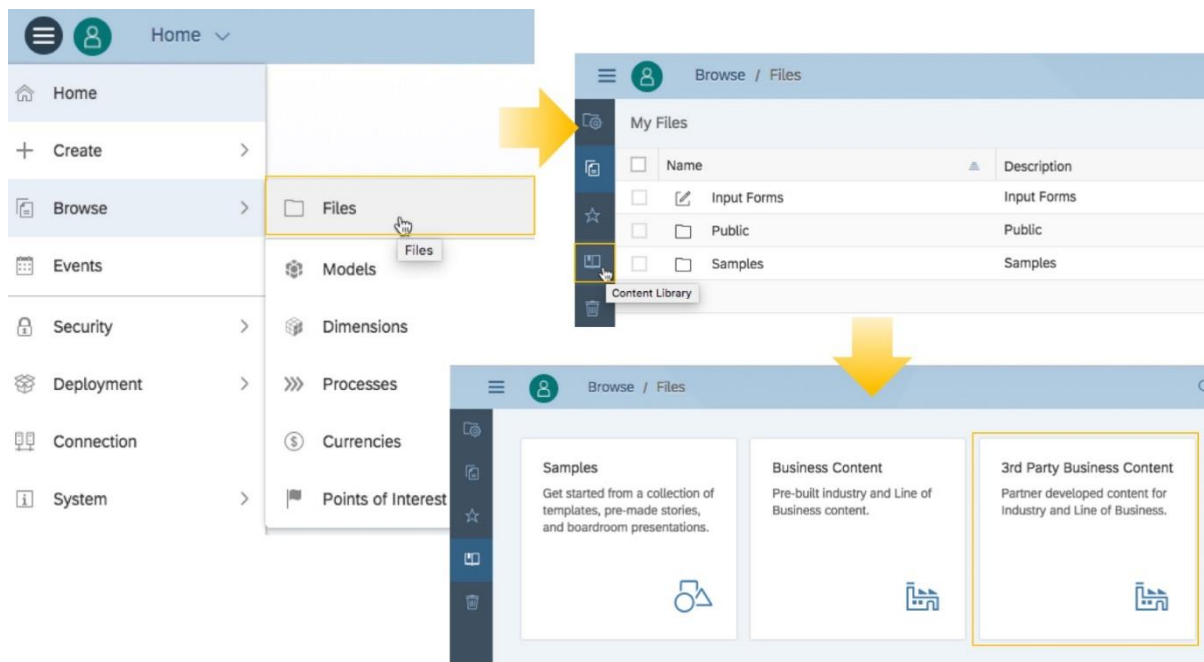 Home
Home
Create
Browse
Events
Security
Deployment
Connection
System
Files
Files
Models
Dimensions
Processes
Currencies
Points of Interest
Browse / Files
My Files
Name Description
Input Forms Input Forms
Public Public
Samples Samples
Content Library
Browse / Files
Samples
Get started from a collection of
templates, pre-made stories,
and boardroom presentations.
Business Content
Pre-built industry and Line of
Business content.
3rd Party Business Content
Partner developed content for
Industry and Line of Business.